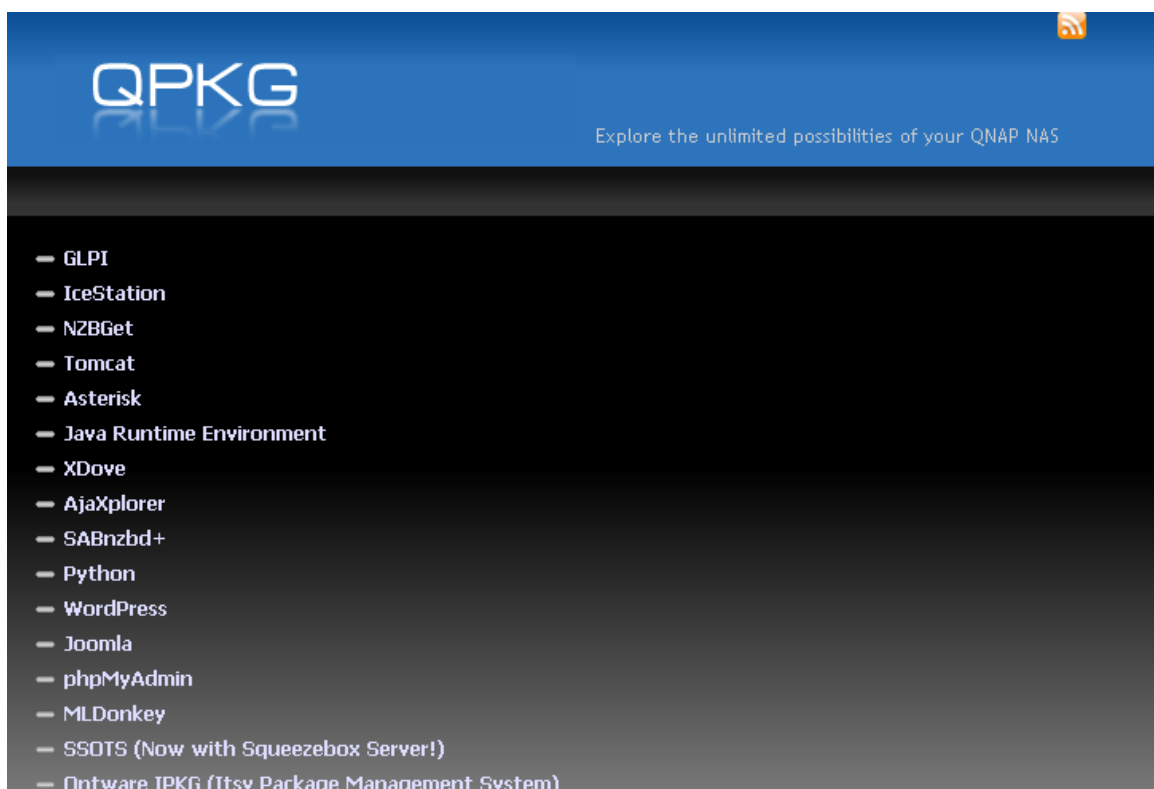 QPKG
Explore the unlimited possibilities of your QNAP NAS
GLPI
IceStation
NZBGet
Tomcat
Asterisk
Java Runtime Environment
XDove
AjaXplorer
SABnzbd+
Python
WordPress
Joomla
phpMyAdmin
MLDonkey
SSOTS (Now with Squeezebox Server!)
Optware IPKG (Itsy Package Management System)